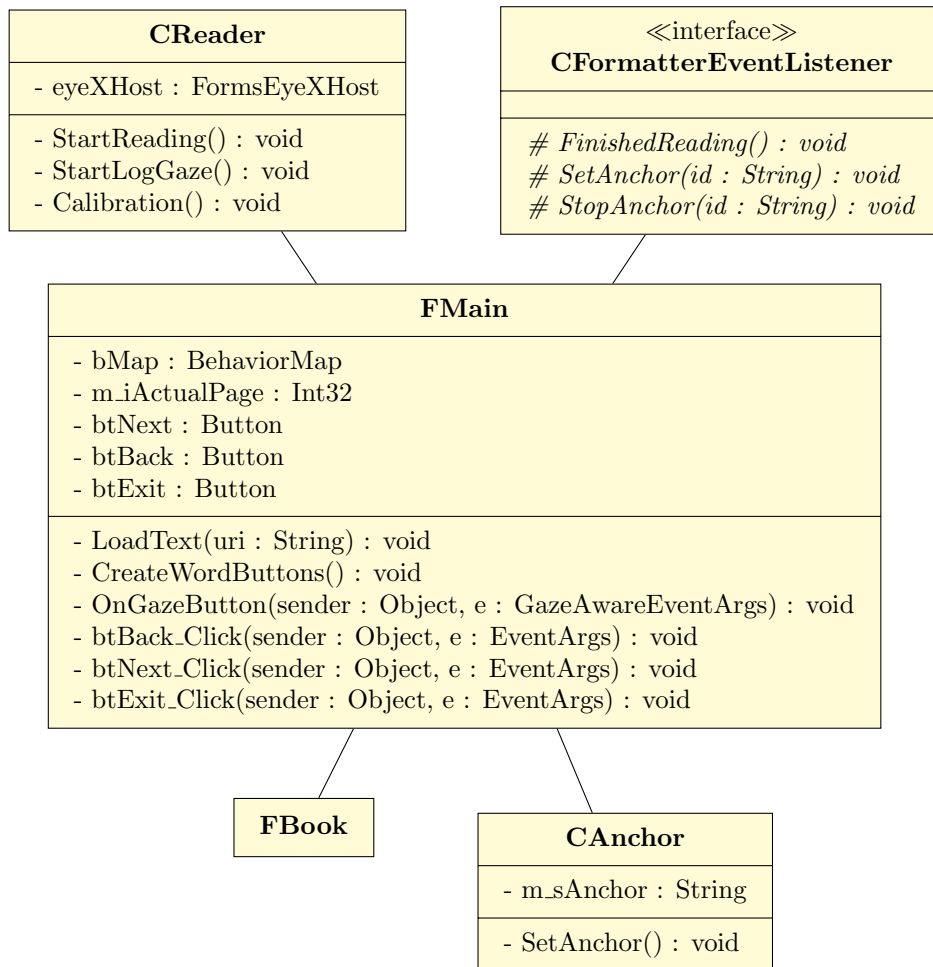 CReader
- eyeXHost : FormsEyeXHost
- StartReading() : void
- StartLogGaze() : void
- Calibration() : void
≪interface≫
CFormatterEventListener
# FinishedReading() : void
# SetAnchor(id : String) : void
# StopAnchor(id : String) : void
FMain
- bMap : BehaviorMap
- m_iActualPage : Int32
- btNext : Button
- btBack : Button
- btExit : Button
- LoadText(uri : String) : void
- CreateWordButtons() : void
- OnGazeButton(sender : Object, e : GazeAwareEventArgs) : void
- btBack_Click(sender : Object, e : EventArgs) : void
- btNext_Click(sender : Object, e : EventArgs) : void
- btExit_Click(sender : Object, e : EventArgs) : void
FBook
CAnchor
- m_sAnchor : String
- SetAnchor() : void